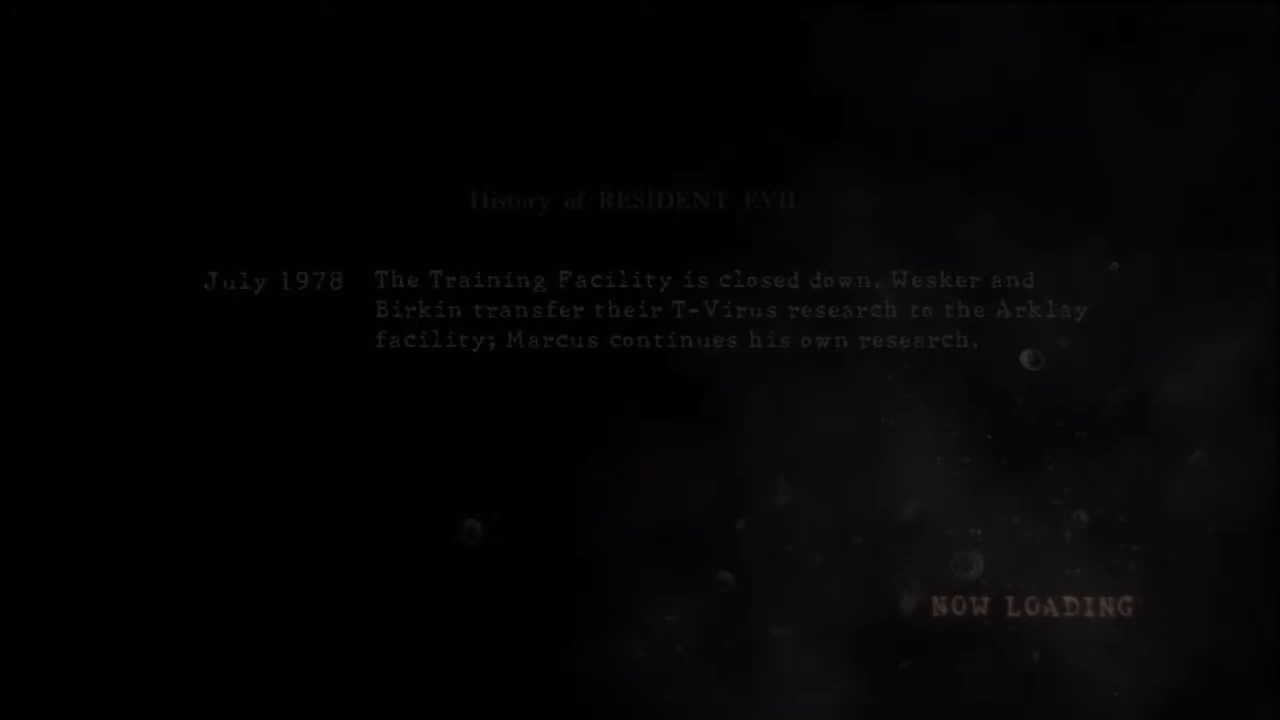 History of RESIDENT EVIL
July 1978 The Training Facility is closed down. Wesker and
Birkin transfer their T-Virus research to the Arklay
facility; Marcus continues his own research.
NOW LOADING